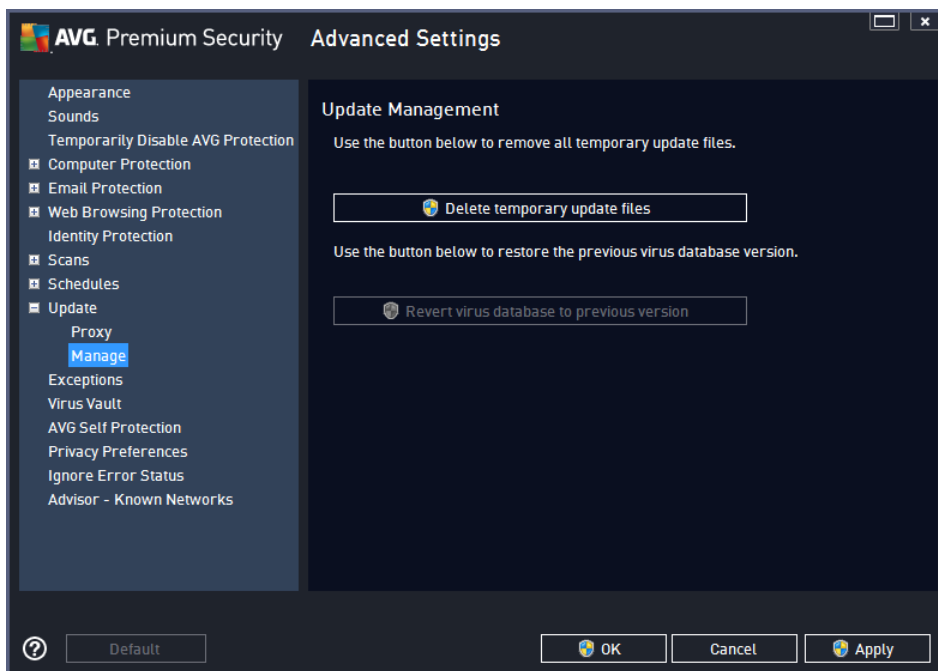 AVG. Premium Security Advanced Settings
Appearance
Sounds
Temporarily Disable AVG Protection
Computer Protection
Email Protection
Web Browsing Protection
Identity Protection
Scans
Schedules
Update
Proxy
Manage
Exceptions
Virus Vault
AVG Self Protection
Privacy Preferences
Ignore Error Status
Advisor - Known Networks
Update Management
Use the button below to remove all temporary update files.
Delete temporary update files
Use the button below to restore the previous virus database version.
Revert virus database to previous version
? Default OK Cancel Apply